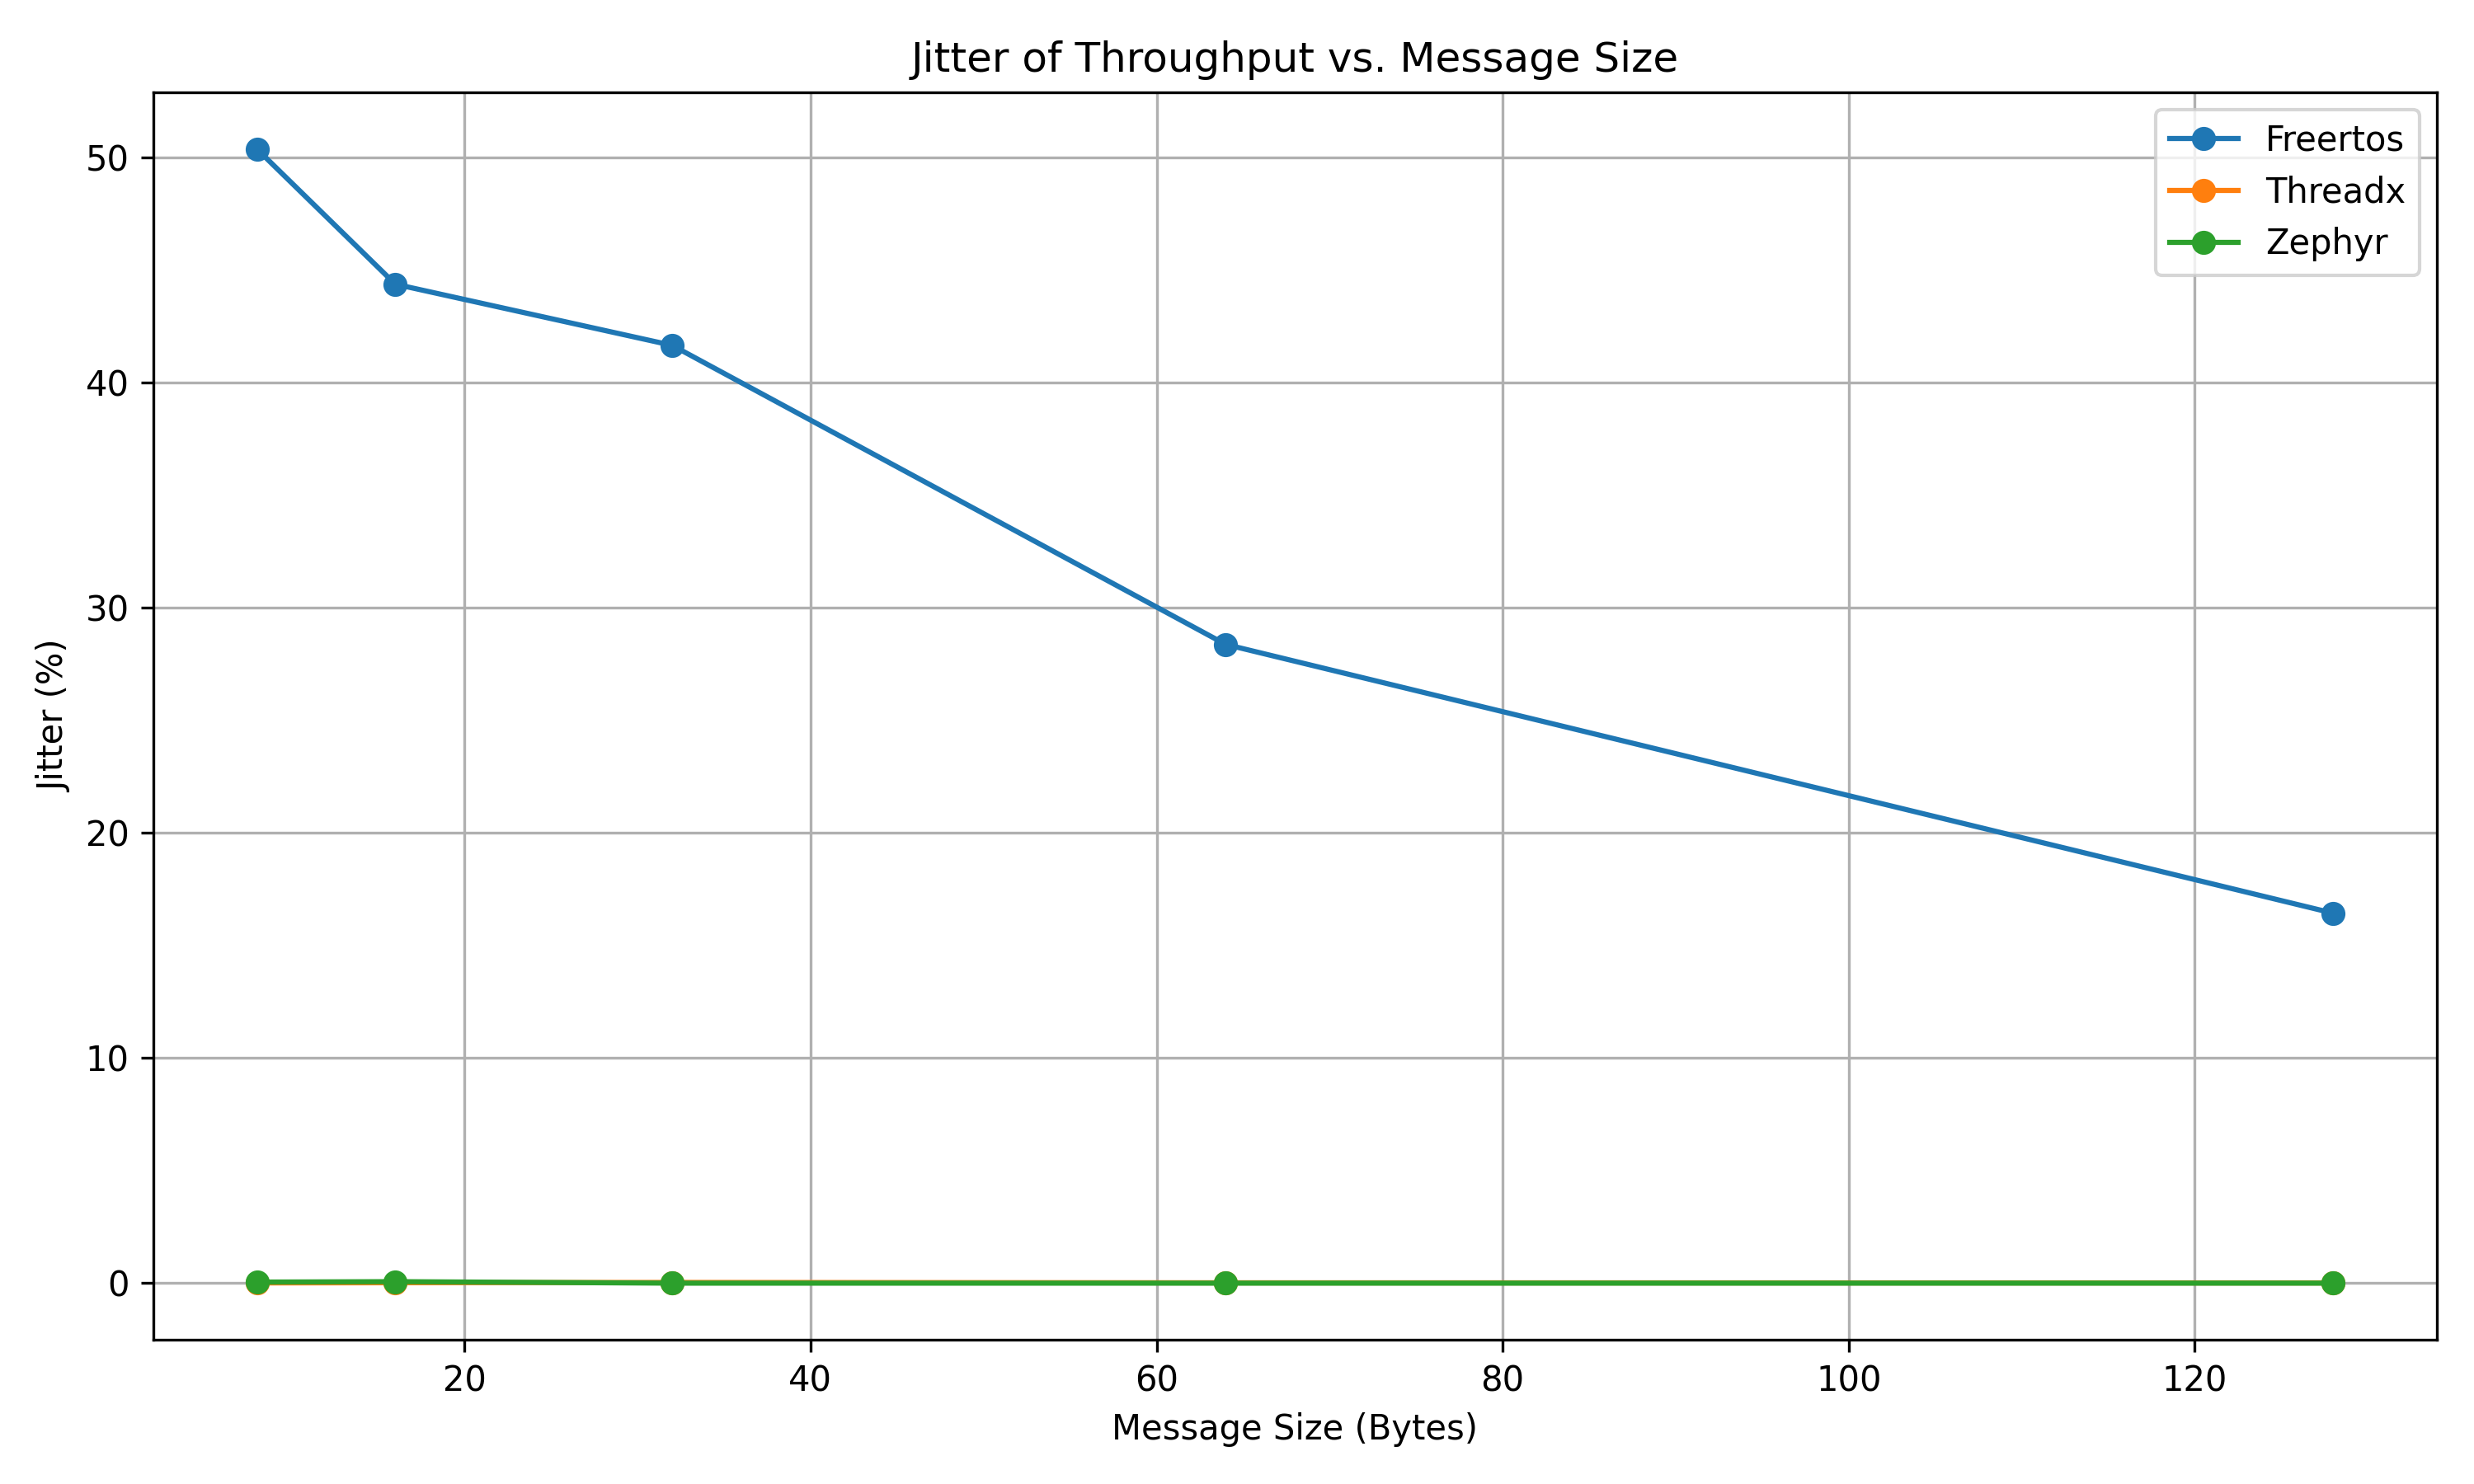 Jitter of Throughput vs. Message Size
Freertos
Threadx
Zephyr
50
40
30
20
10
0
Jitter (%)
20 40 60 80 100 120
Message Size (Bytes)